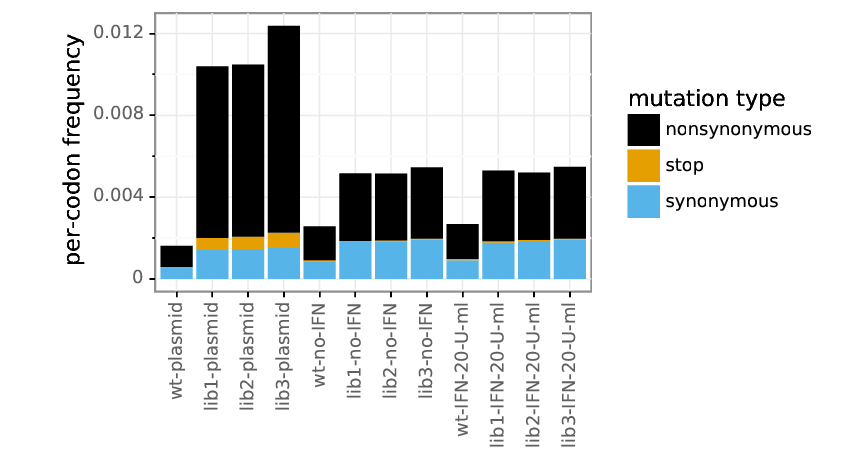 per-codon frequency
0.012
0.008
0.004
0
wt-plasmid
lib1-plasmid
lib2-plasmid
lib3-plasmid
wt-no-IFN
lib1-no-IFN
lib2-no-IFN
lib3-no-IFN
wt-IFN-20-U-ml
lib1-IFN-20-U-ml
lib2-IFN-20-U-ml
lib3-IFN-20-U-ml
mutation type
nonsynonymous
stop
synonymous